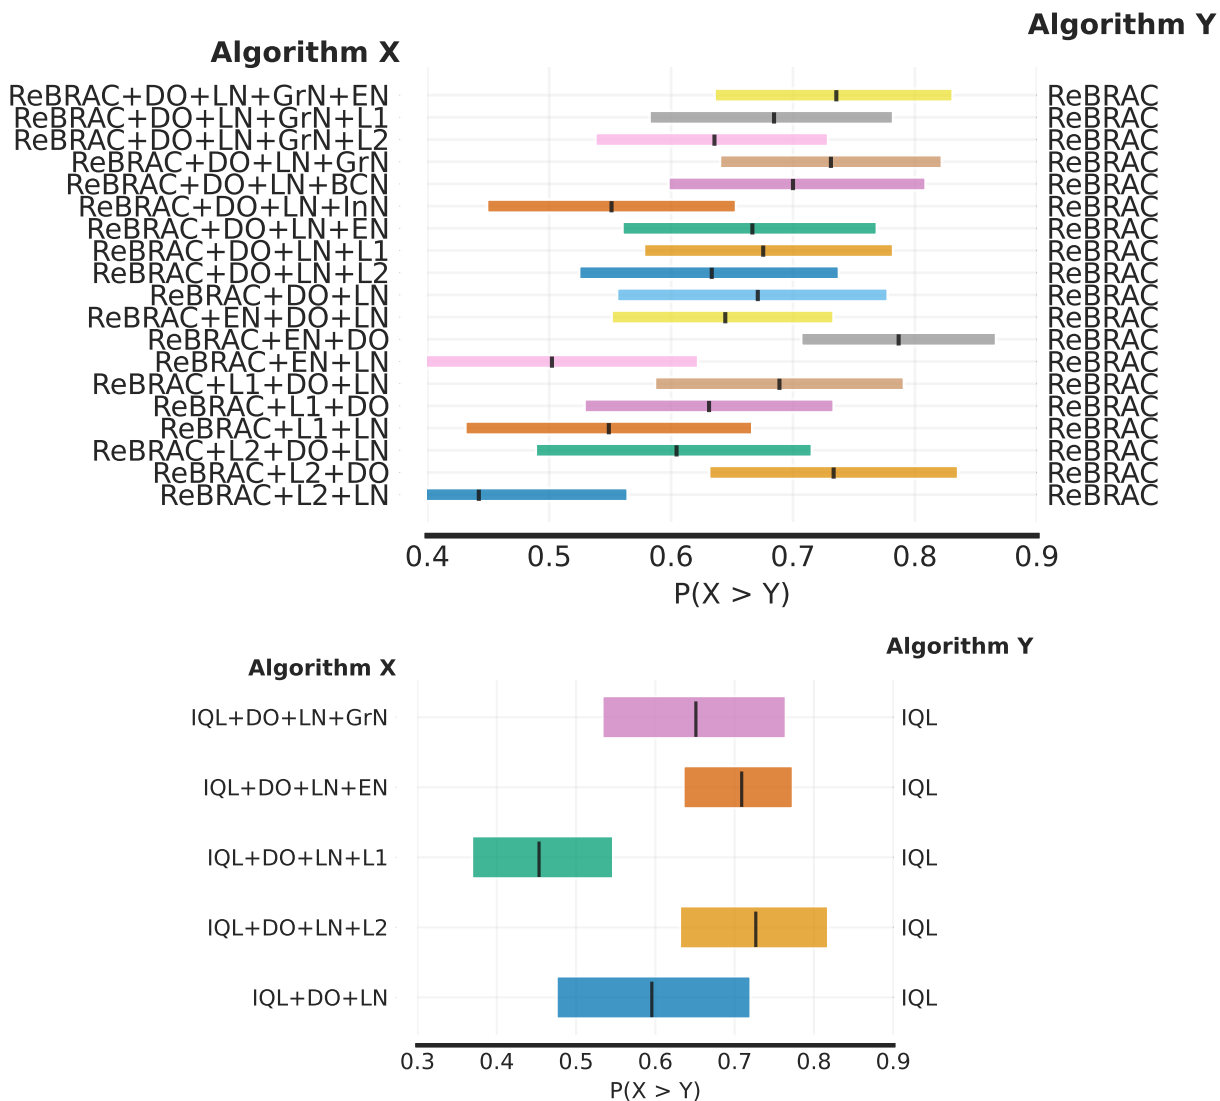 Algorithm Y
Algorithm X
ReBRAC+DO+LN+GrN+EN ReBRAC
ReBRAC+DO+LN+GrN+L1 ReBRAC
ReBRAC+DO+LN+GrN+L2 ReBRAC
ReBRAC+DO+LN+GrN ReBRAC
ReBRAC+DO+LN+BCN ReBRAC
ReBRAC+DO+LN+InN ReBRAC
ReBRAC+DO+LN+EN ReBRAC
ReBRAC+DO+LN+L1 ReBRAC
ReBRAC+DO+LN+L2 ReBRAC
ReBRAC+DO+LN ReBRAC
ReBRAC+EN+DO+LN ReBRAC
ReBRAC+EN+DO ReBRAC
ReBRAC+EN+LN ReBRAC
ReBRAC+L1+DO+LN ReBRAC
ReBRAC+L1+DO ReBRAC
ReBRAC+L1+LN ReBRAC
ReBRAC+L2+DO+LN ReBRAC
ReBRAC+L2+DO ReBRAC
ReBRAC+L2+LN ReBRAC
0.4 0.5 0.6 0.7 0.8 0.9
P(X > Y)
Algorithm Y
Algorithm X
IQL+DO+LN+GrN IQL
IQL+DO+LN+EN IQL
IQL+DO+LN+L1 IQL
IQL+DO+LN+L2 IQL
IQL+DO+LN IQL
0.3 0.4 0.5 0.6 0.7 0.8 0.9
P(X > Y)